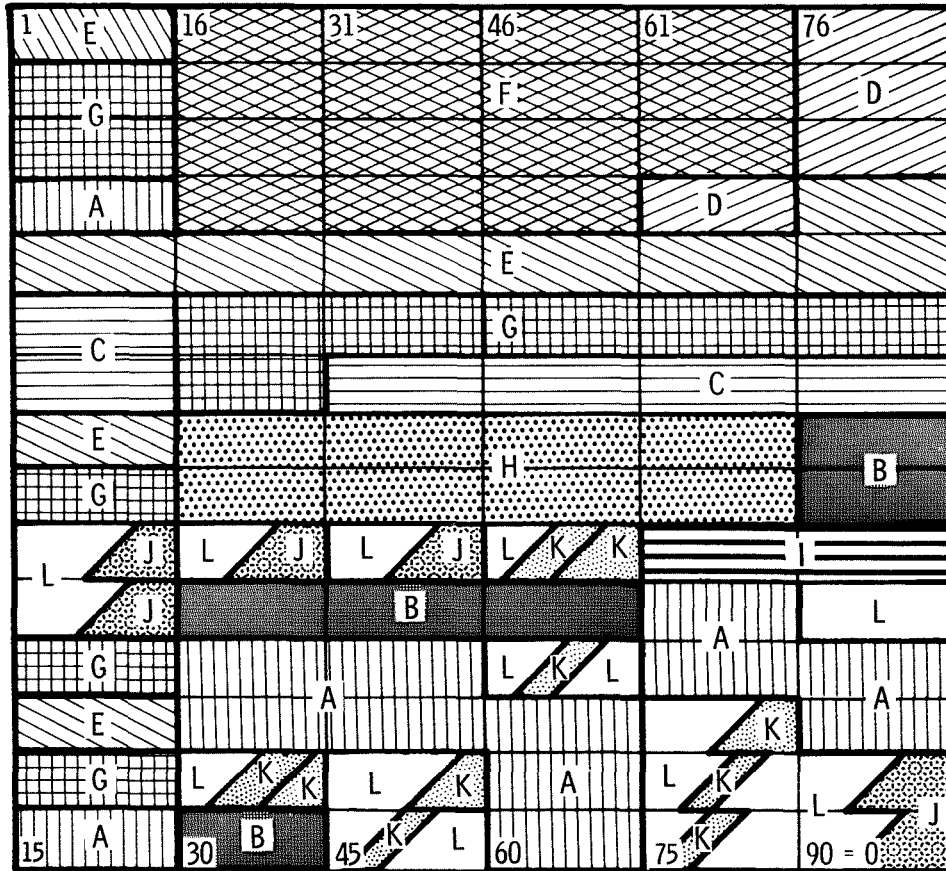 1 E 16 31 46 61 76
G F D
A D
E
G
C C
E
H B
G
L J L J L J L K K I
J B L
G L K L A
E A A
K
G L K K L K A L K L
A B K L K J
15 30 45 60 75 90 = 0